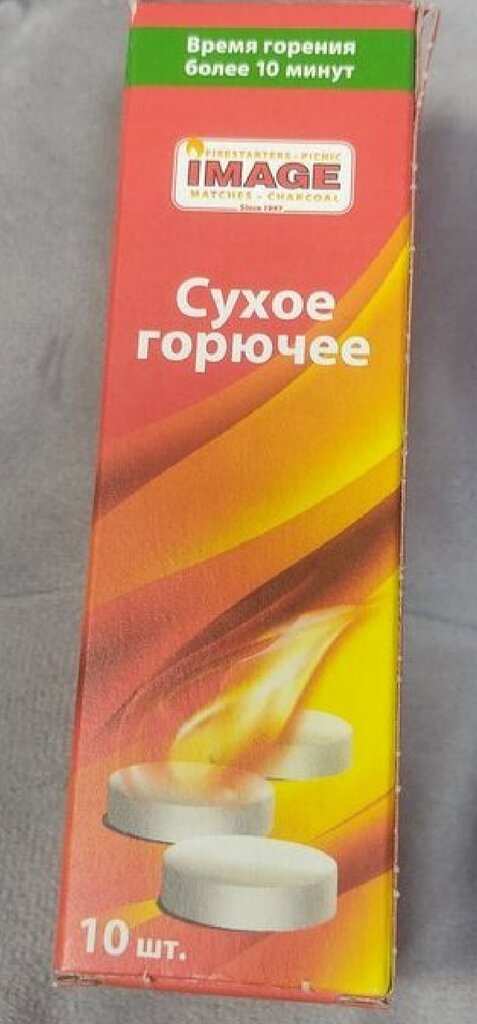 Время горения
более 10 минут
FIRESTARTERS - PICNIC
IMAGE
MATCHES - CHARCOAL
Since 1997
Сухое
горючее
10 шт.